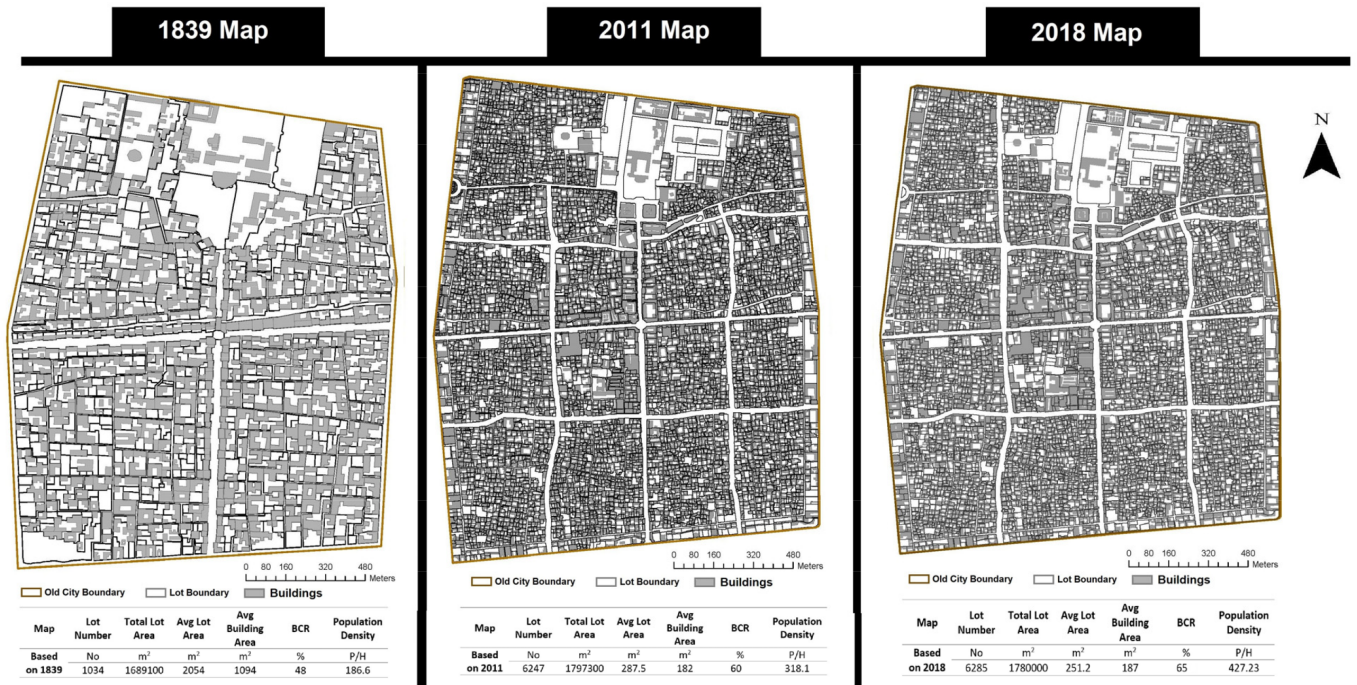 1839 Map
2011 Map
2018 Map
N
0 80 160 320 480
Meters
Old City Boundary Lot Boundary Buildings
Map Lot Number Total Lot Area Avg Lot Area Avg Building Area BCR Population Density
Based on 1839 No m² m² m² % P/H
1034 1689100 2054 1094 48 186.6
0 80 160 320 480
Meters
Old City Boundary Lot Boundary Buildings
Map Lot Number Total Lot Area Avg Lot Area Avg Building Area BCR Population Density
Based on 2011 No m² m² m² % P/H
6247 1797300 287.5 182 60 318.1
0 80 160 320 480
Meters
Old City Boundary Lot Boundary Buildings
Map Lot Number Total Lot Area Avg Lot Area Avg Building Area BCR Population Density
Based on 2018 No m² m² m² % P/H
6285 1780000 251.2 187 65 427.23